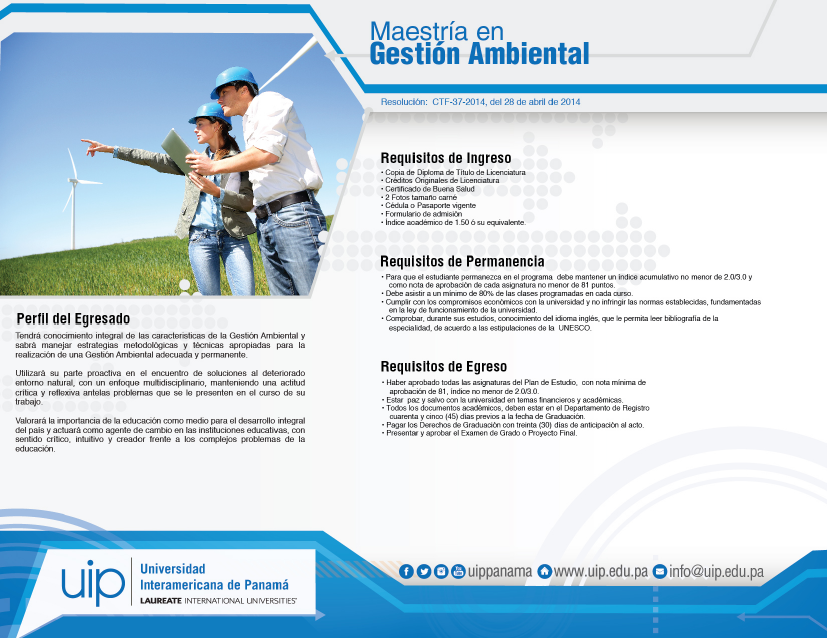 Maestría en
Gestión Ambiental
Resolución: CTF-37-2014, del 28 de abril de 2014
Requisitos de Ingreso
• Copia de Diploma de Título de Licenciatura
• Créditos Originales de Licenciatura
• Certificado de Buena Salud
• 2 Fotos tamaño carné
• Cédula o Pasaporte vigente
• Formulario de admisión
• Índice académico de 1.50 ó su equivalente.
Requisitos de Permanencia
• Para que el estudiante permanezca en el programa debe mantener un índice acumulativo no menor de 2.0/3.0 y
como nota de aprobación de cada asignatura no menor de 81 puntos.
• Debe asistir a un mínimo de 80% de las clases programadas en cada curso.
• Cumplir con los compromisos económicos con la universidad y no infringir las normas establecidas, fundamentadas
en la ley de funcionamiento de la universidad.
• Comprobar, durante sus estudios, conocimiento del idioma inglés, que le permita leer bibliografía de la
especialidad, de acuerdo a las estipulaciones de la UNESCO.
Requisitos de Egreso
• Haber aprobado todas las asignaturas del Plan de Estudio, con nota mínima de
aprobación de 81, índice no menor de 2.0/3.0.
• Estar paz y salvo con la universidad en temas financieros y académicas.
• Todos los documentos académicos, deben estar en el Departamento de Registro
cuarenta y cinco (45) días previos a la fecha de Graduación.
• Pagar los Derechos de Graduación con treinta (30) días de anticipación al acto.
• Presentar y aprobar el Examen de Grado o Proyecto Final.
Perfil del Egresado
Tendrá conocimiento integral de las características de la Gestión Ambiental y
sabrá manejar estrategias metodológicas y técnicas apropiadas para la
realización de una Gestión Ambiental adecuada y permanente.
Utilizará su parte proactiva en el encuentro de soluciones al deteriorado
entorno natural, con un enfoque multidisciplinario, manteniendo una actitud
crítica y reflexiva antelas problemas que se le presenten en el curso de su
trabajo.
Valorará la importancia de la educación como medio para el desarrollo integral
del país y actuará como agente de cambio en las instituciones educativas, con
sentido crítico, intuitivo y creador frente a los complejos problemas de la
educación.
uip
Universidad
Interamericana de Panamá
LAUREATE INTERNATIONAL UNIVERSITIES
uippanama www.uip.edu.pa info@uip.edu.pa